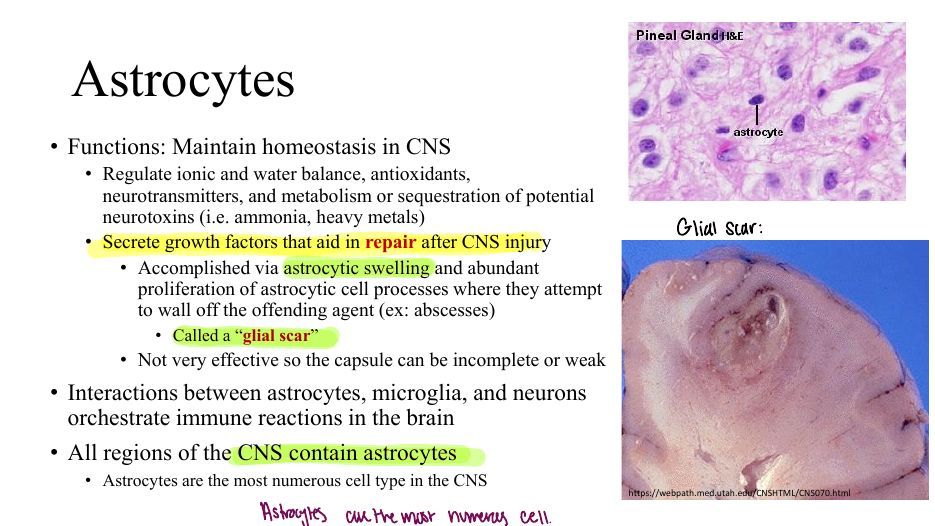 Astrocytes
• Functions: Maintain homeostasis in CNS
• Regulate ionic and water balance, antioxidants,
neurotransmitters, and metabolism or sequestration of potential
neurotoxins (i.e. ammonia, heavy metals)
• Secrete growth factors that aid in repair after CNS injury
• Accomplished via astrocytic swelling and abundant
proliferation of astrocytic cell processes where they attempt
to wall off the offending agent (ex: abscesses)
• Called a “glial scar”
• Not very effective so the capsule can be incomplete or weak
• Interactions between astrocytes, microglia, and neurons
orchestrate immune reactions in the brain
• All regions of the CNS contain astrocytes
• Astrocytes are the most numerous cell type in the CNS
Astrocytes are the most numerous cell.
Pineal Gland H&E
astrocyte
Glial scar:
https://webpath.med.utah.edu/CNSHTML/CNS070.html